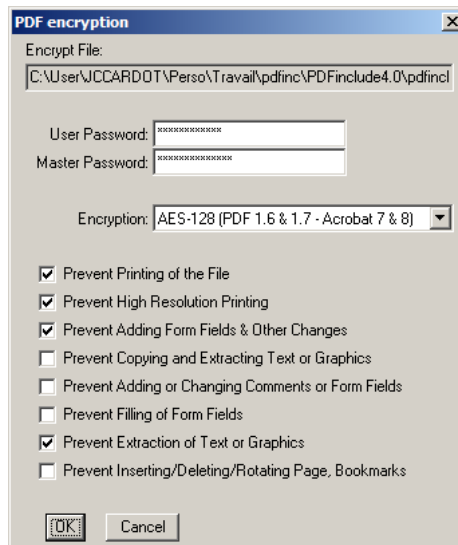 PDF encryption
Encrypt File:
C:\User\JCCARDOT\Perso\Travail\pdfinc\PDFinclude4.0\pdfincl
User Password: ************
Master Password: **************
Encryption: AES-128 (PDF 1.6 & 1.7 - Acrobat 7 & 8)
Prevent Printing of the File
Prevent High Resolution Printing
Prevent Adding Form Fields & Other Changes
Prevent Copying and Extracting Text or Graphics
Prevent Adding or Changing Comments or Form Fields
Prevent Filling of Form Fields
Prevent Extraction of Text or Graphics
Prevent Inserting/Deleting/Rotating Page, Bookmarks
OK Cancel